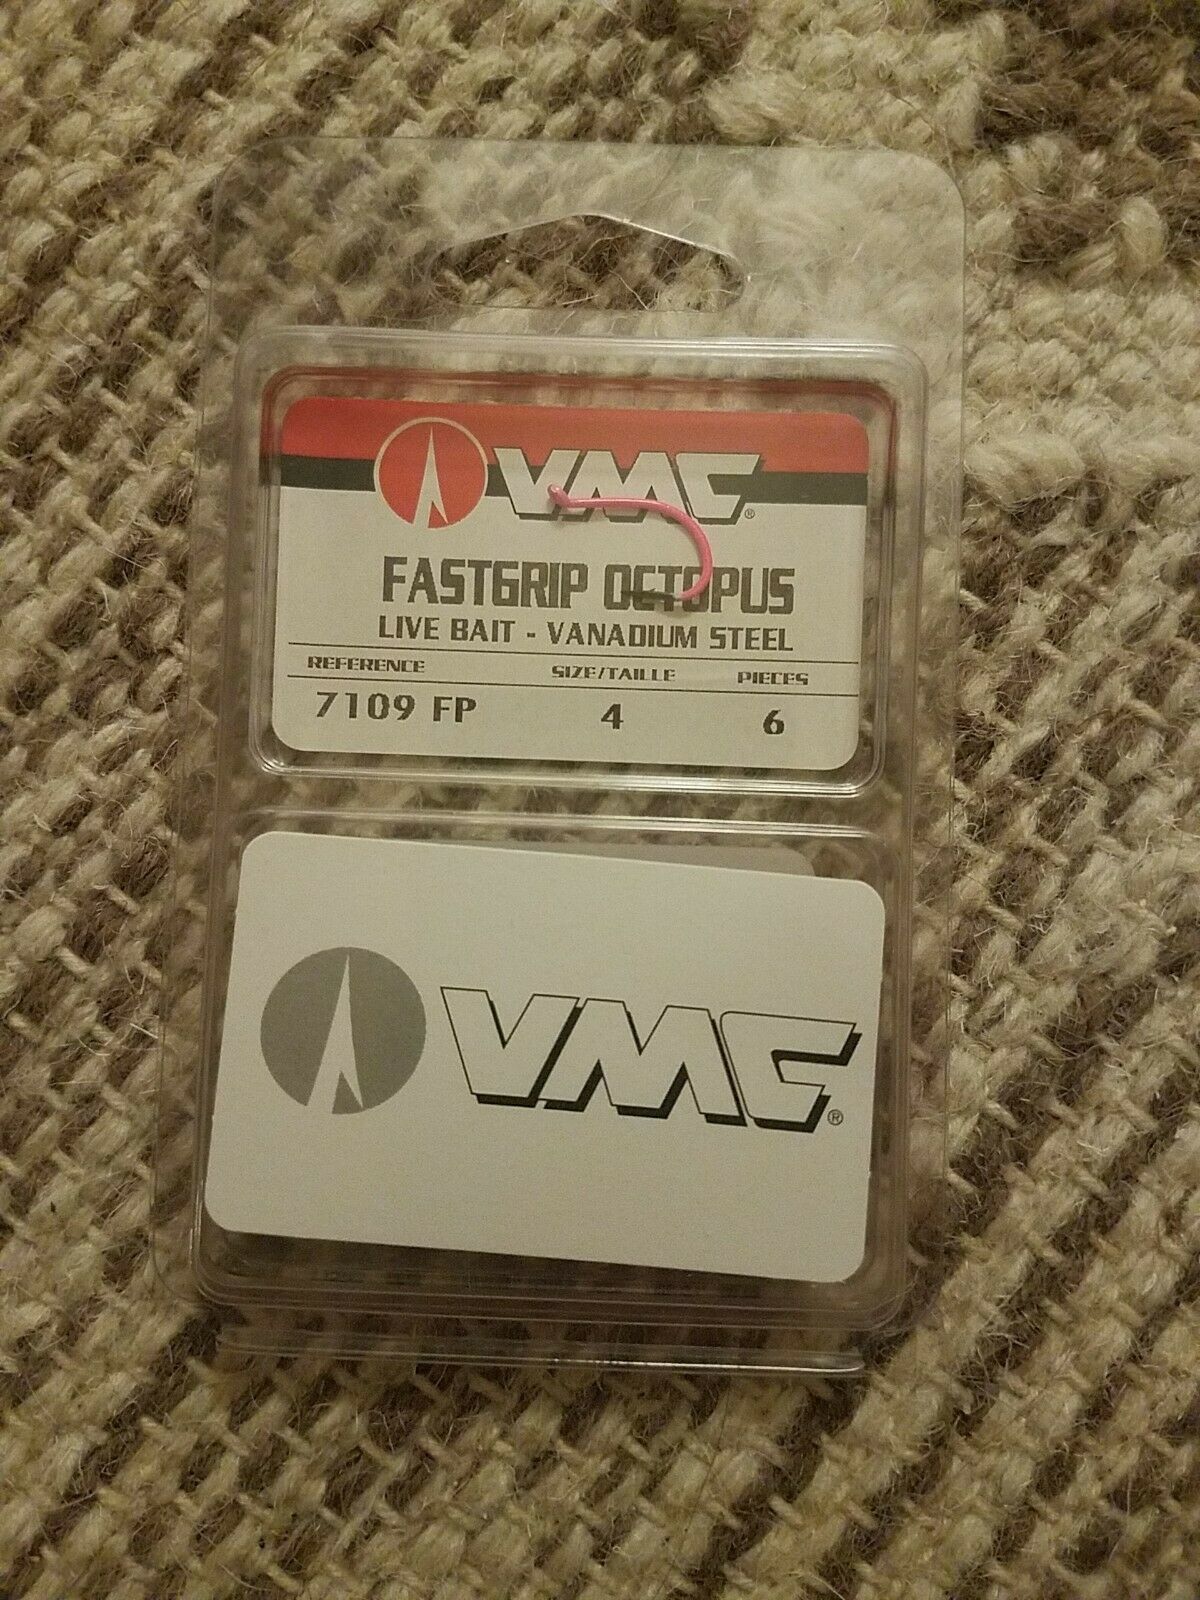 VMC®
FASTGRIP OCTOPUS
LIVE BAIT - VANADIUM STEEL
REFERENCE SIZE/TAILLE PIECES
7109 FP 4 6
VMC®